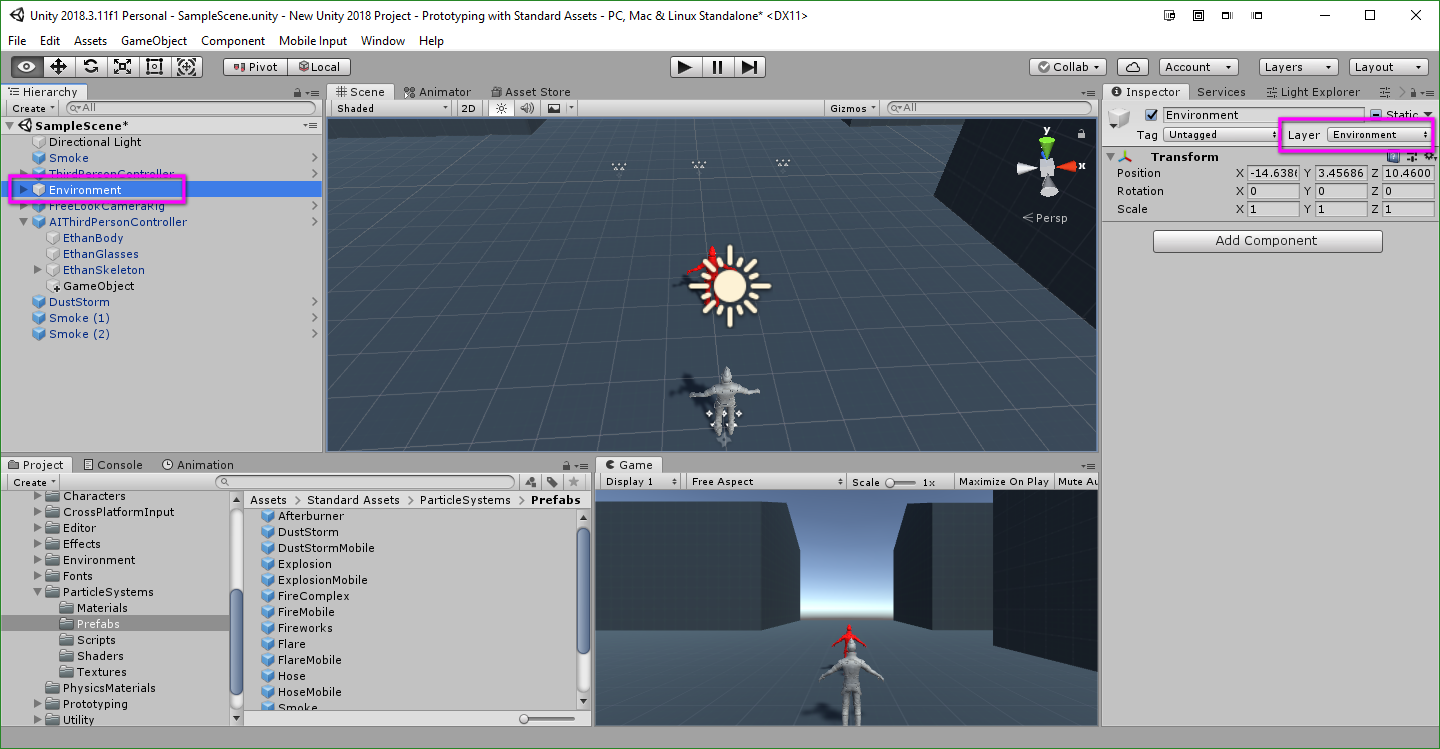 Unity 2018.3.11f1 Personal - SampleScene.unity - New Unity 2018 Project - Prototyping with Standard Assets - PC, Mac & Linux Standalone* <DX11>
File Edit Assets GameObject Component Mobile Input Window Help
Pivot Local Collab Account Layers Layout
Hierarchy
Create All
SampleScene*
Directional Light
Smoke
ThirdPersonController
Environment
FreeLookCameraRig
AIThirdPersonController
EthanBody
EthanGlasses
EthanSkeleton
GameObject
DustStorm
Smoke (1)
Smoke (2)
Scene Animator Asset Store
Shaded 2D Gizmos All
y
x
Persp
Inspector Services Light Explorer
Environment Static
Tag Untagged Layer Environment
Transform
Position X -14.638 Y 3.45686 Z 10.4600
Rotation X 0 Y 0 Z 0
Scale X 1 Y 1 Z 1
Add Component
Project Console Animation
Create
Characters
CrossPlatformInput
Editor
Effects
Environment
Fonts
ParticleSystems
Materials
Prefabs
Scripts
Shaders
Textures
PhysicsMaterials
Prototyping
Utility
Assets > Standard Assets > ParticleSystems > Prefabs
Afterburner
DustStorm
DustStormMobile
Explosion
ExplosionMobile
FireComplex
FireMobile
Fireworks
Flare
FlareMobile
Hose
HoseMobile
Smoke
Game
Display 1 Free Aspect Scale 1x Maximize On Play Mute Au